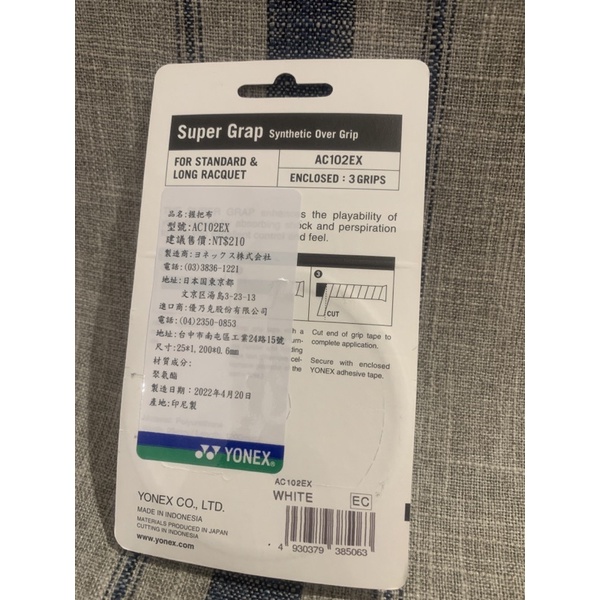 Super Grap Synthetic Over Grip
FOR STANDARD &
LONG RACQUET
AC102EX
ENCLOSED : 3 GRIPS
the playability of
and perspiration
feel.
品名:握把布
型號:AC102EX
建議售價:NT$210
製造商:ヨネックス株式会社
電話:(03)3836-1221
地址:日本国東京都
文京区湯島3-23-13
進口商:優乃克股份有限公司
電話:(04)2350-0853
地址:台中市南屯區工業24路15號
尺寸:25*1,200*0.6mm
材質成分:
聚氨酯
製造日期:2022年4月20日
產地:印尼製
YONEX®
3
CUT
Cut end of grip tape to
complete application.
Secure with enclosed
YONEX adhesive tape.
AC102EX
WHITE
EC
4 930379 385063
YONEX CO., LTD.
MADE IN INDONESIA
MATERIALS PRODUCED IN JAPAN
CUTTING IN INDONESIA
www.yonex.com